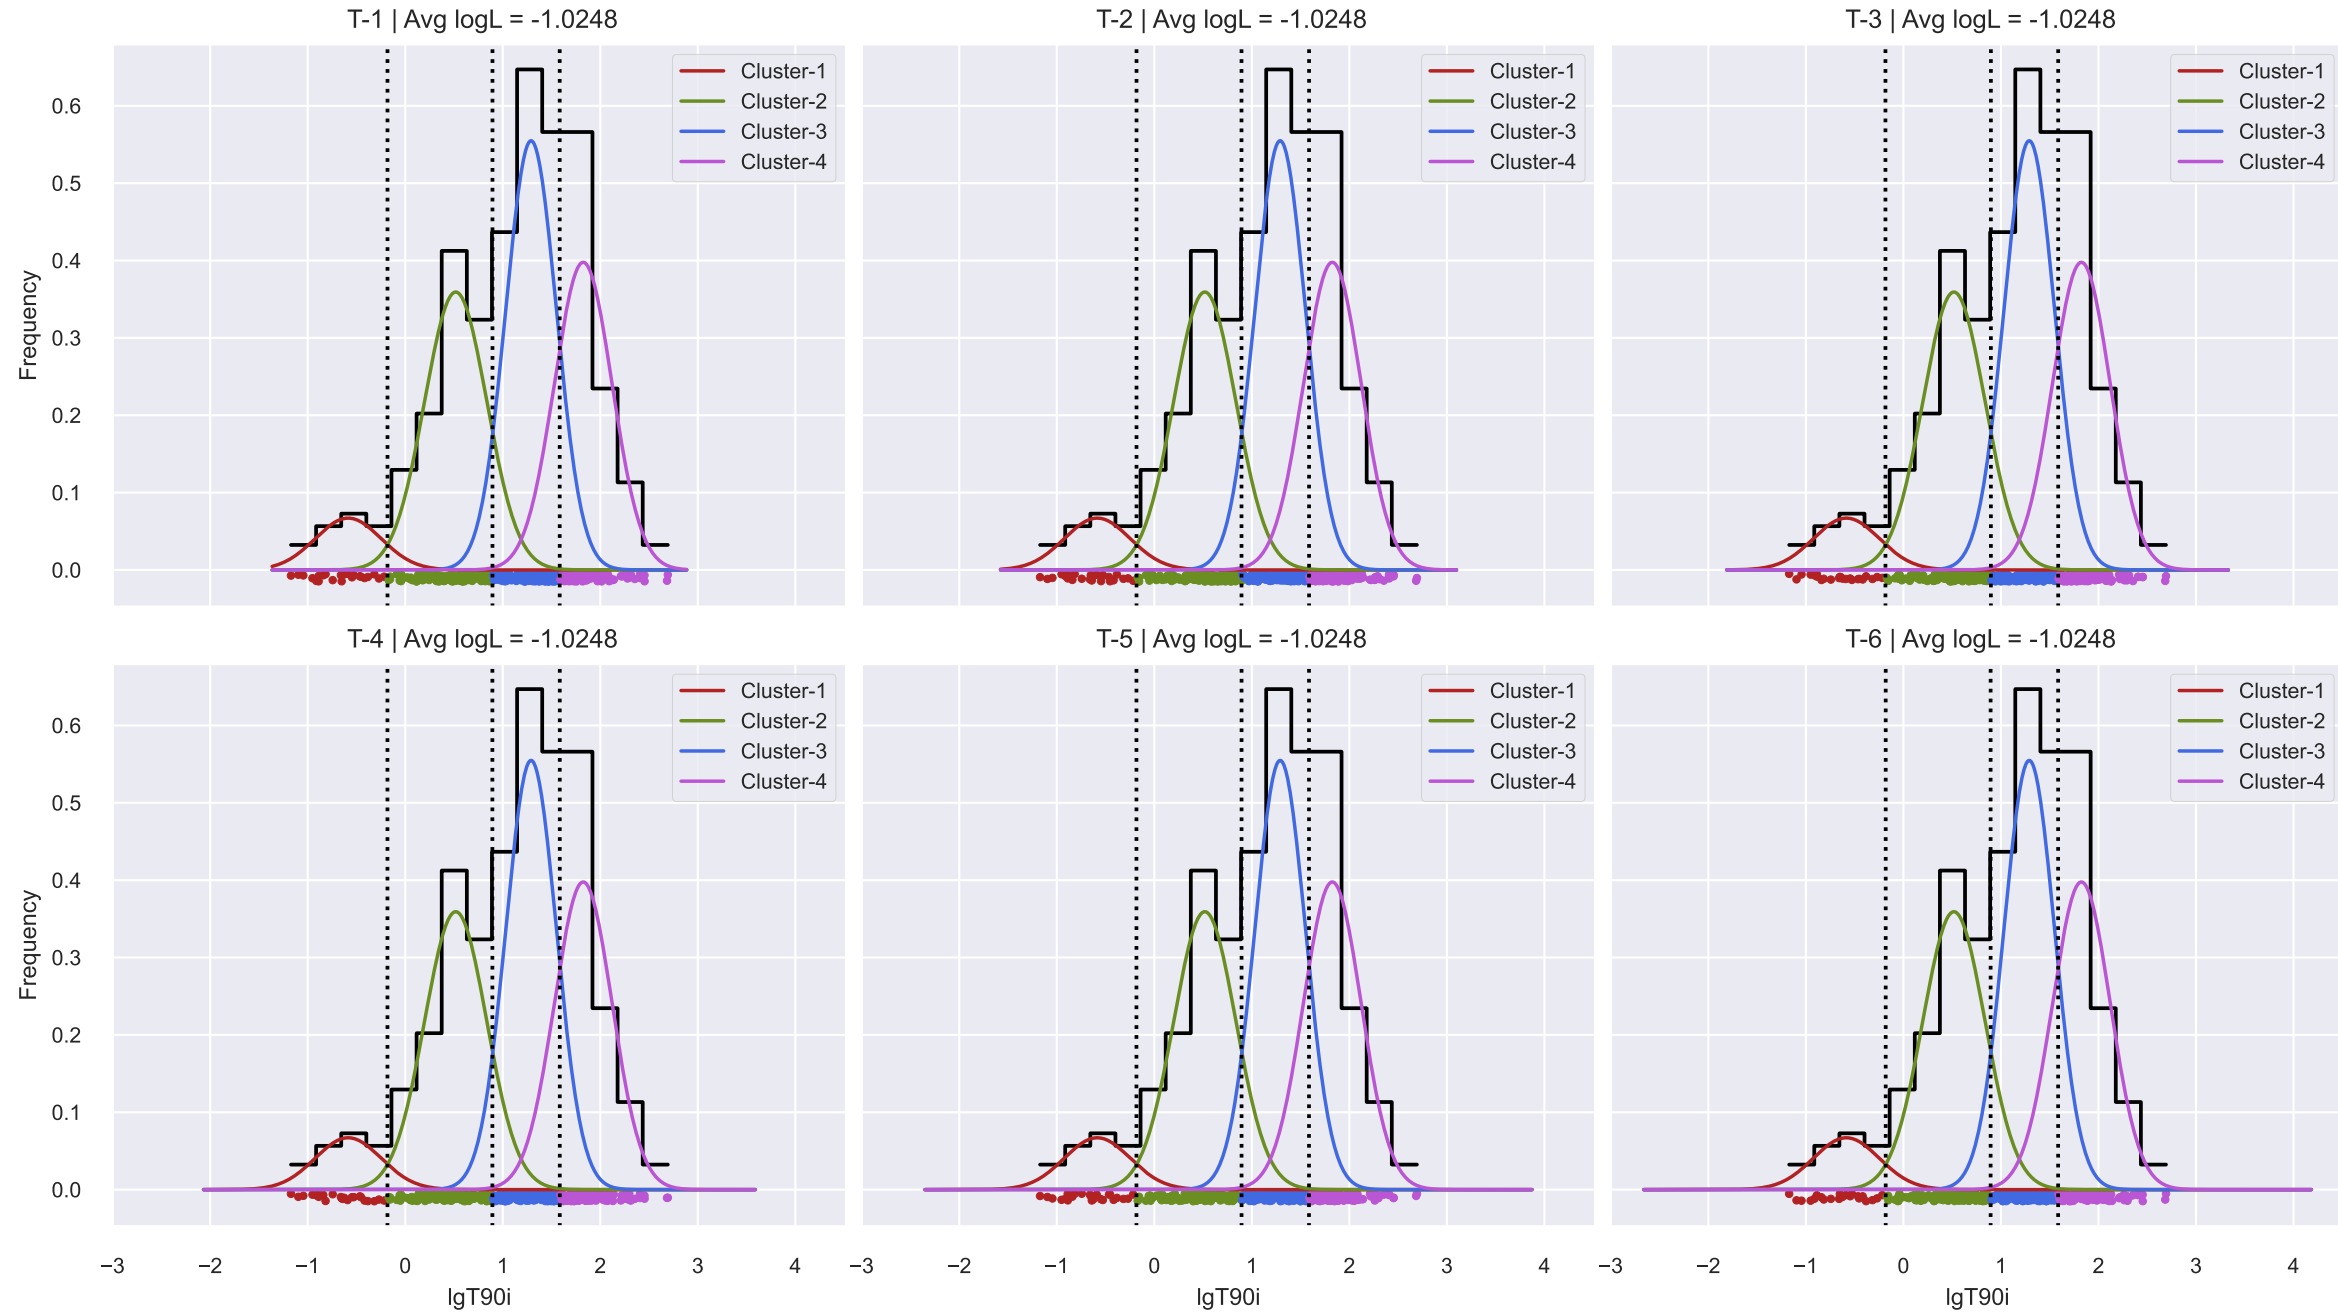 T-1 | Avg logL = -1.0248
T-2 | Avg logL = -1.0248
T-3 | Avg logL = -1.0248
Frequency
0.6
0.5
0.4
0.3
0.2
0.1
0.0
Cluster-1
Cluster-2
Cluster-3
Cluster-4
Cluster-1
Cluster-2
Cluster-3
Cluster-4
Cluster-1
Cluster-2
Cluster-3
Cluster-4
T-4 | Avg logL = -1.0248
T-5 | Avg logL = -1.0248
T-6 | Avg logL = -1.0248
Frequency
0.6
0.5
0.4
0.3
0.2
0.1
0.0
Cluster-1
Cluster-2
Cluster-3
Cluster-4
Cluster-1
Cluster-2
Cluster-3
Cluster-4
Cluster-1
Cluster-2
Cluster-3
Cluster-4
−3 −2 −1 0 1 2 3 4
−3 −2 −1 0 1 2 3 4
−3 −2 −1 0 1 2 3 4
lgT90i
lgT90i
lgT90i